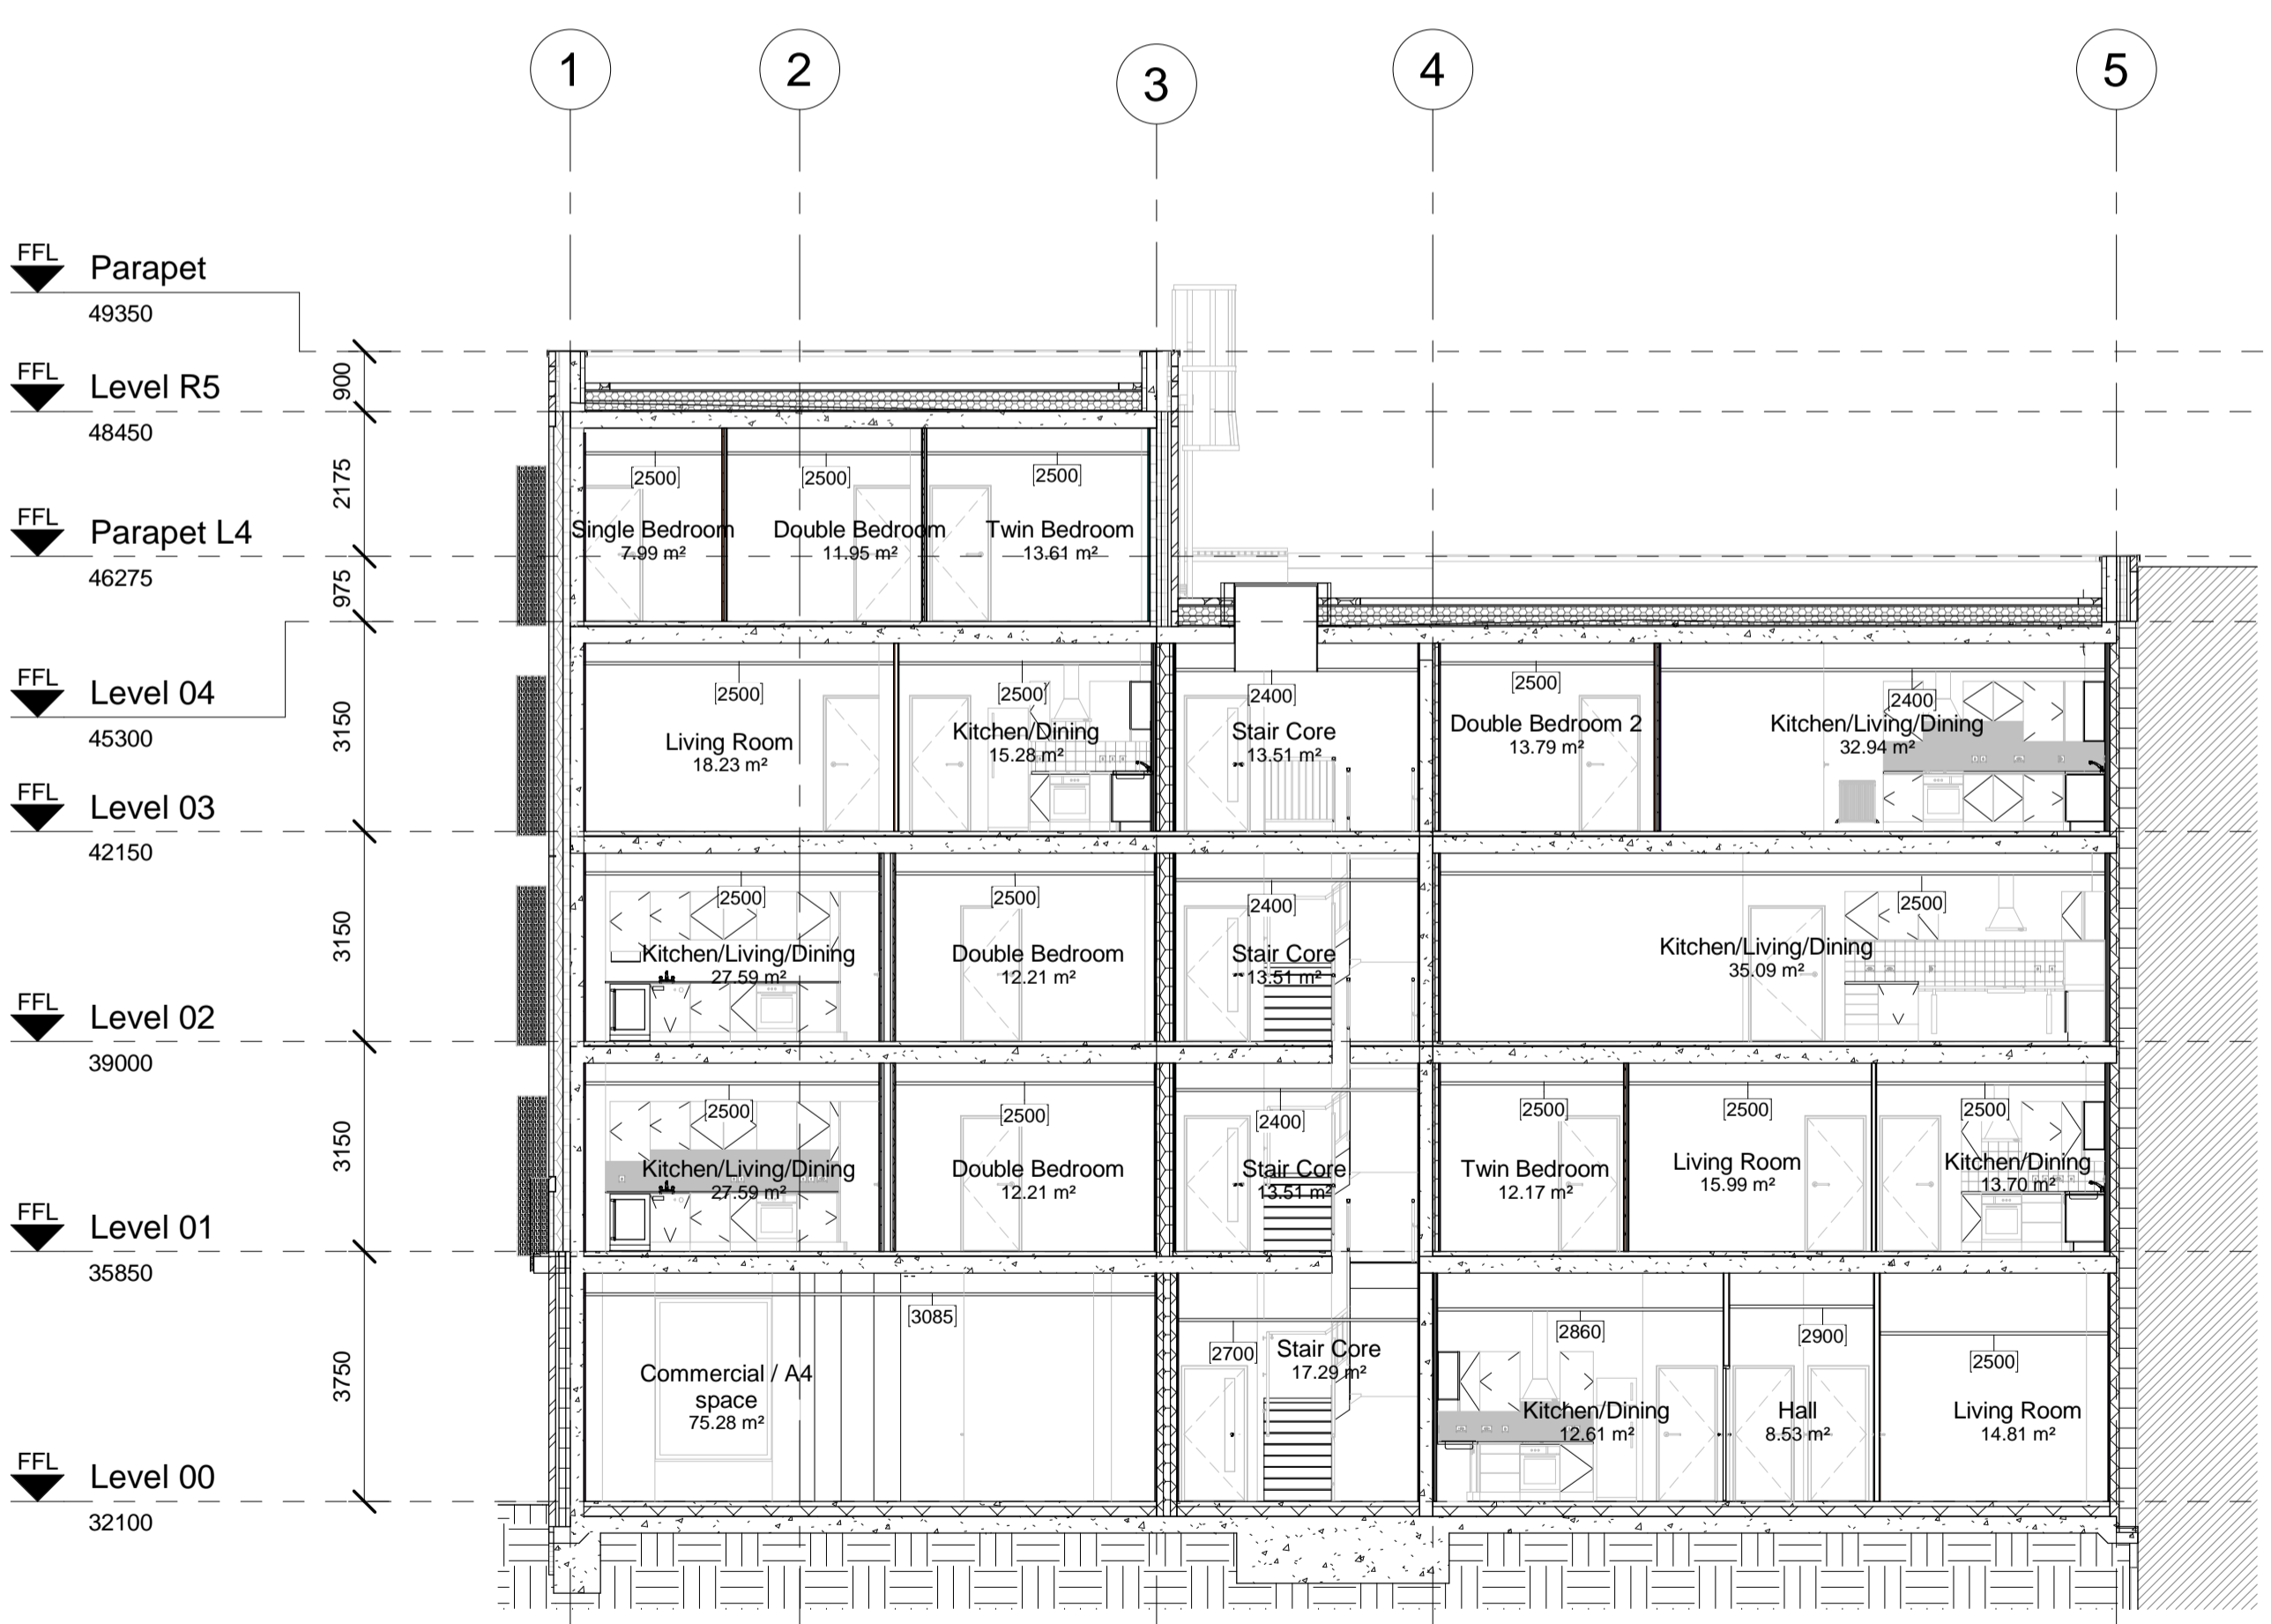 1
2
3
4
5
FFL
Parapet
49350
900
FFL
Level R5
48450
2175
FFL
Parapet L4
46275
975
FFL
Level 04
45300
3150
FFL
Level 03
42150
3150
FFL
Level 02
39000
3150
FFL
Level 01
35850
3750
FFL
Level 00
32100
[2500]
[2500]
[2500]
Single Bedroom
7.99 m²
Double Bedroom
11.95 m²
Twin Bedroom
13.61 m²
[2500]
[2500]
[2400]
[2500]
[2400]
Living Room
18.23 m²
Kitchen/Dining
15.28 m²
Stair Core
13.51 m²
Double Bedroom 2
13.79 m²
Kitchen/Living/Dining
32.94 m²
[2500]
[2500]
[2400]
[2500]
Kitchen/Living/Dining
27.59 m²
Double Bedroom
12.21 m²
Stair Core
13.51 m²
Kitchen/Living/Dining
35.09 m²
[2500]
[2500]
[2400]
[2500]
[2500]
[2500]
Kitchen/Living/Dining
27.59 m²
Double Bedroom
12.21 m²
Stair Core
13.51 m²
Twin Bedroom
12.17 m²
Living Room
15.99 m²
Kitchen/Dining
13.70 m²
[3085]
[2700]
[2860]
[2900]
[2500]
Commercial / A4
space
75.28 m²
Stair Core
17.29 m²
Kitchen/Dining
12.61 m²
Hall
8.53 m²
Living Room
14.81 m²